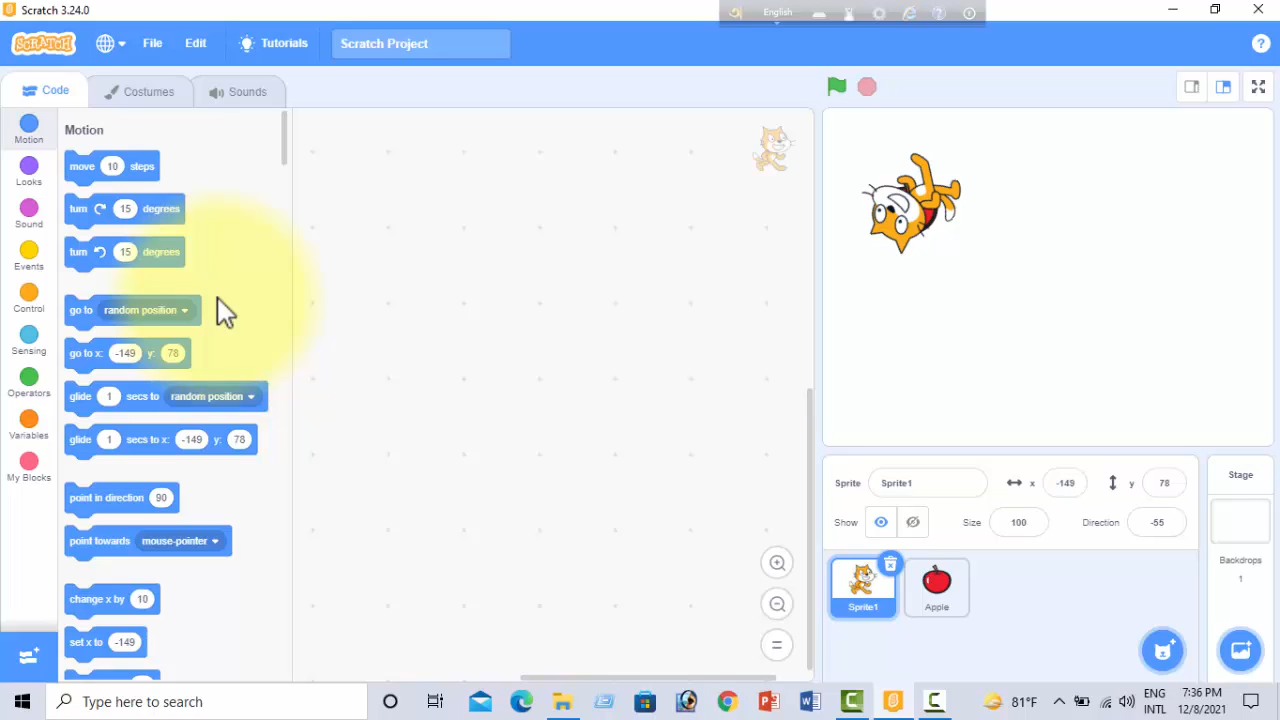 Scratch 3.24.0
English
SCRATCH
File
Edit
Tutorials
Scratch Project
?
Code
Costumes
Sounds
Motion
Looks
Sound
Events
Control
Sensing
Operators
Variables
My Blocks
Motion
move 10 steps
turn 15 degrees
turn 15 degrees
go to random position
go to x: -149 y: 78
glide 1 secs to random position
glide 1 secs to x: -149 y: 78
point in direction 90
point towards mouse-pointer
change x by 10
set x to -149
Sprite Sprite1 x -149 y 78
Show Size 100 Direction -55
Sprite1
Apple
Stage
Backdrops
1
Type here to search
81°F
ENG
INTL
7:36 PM
12/8/2021